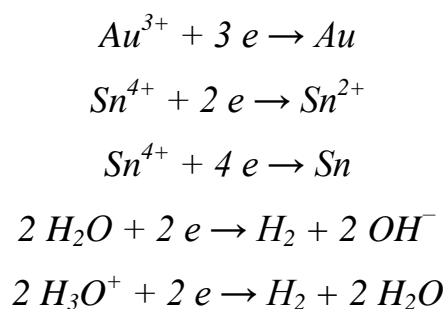 Au³⁺ + 3 e → Au
Sn⁴⁺ + 2 e → Sn²⁺
Sn⁴⁺ + 4 e → Sn
2 H₂O + 2 e → H₂ + 2 OH⁻
2 H₃O⁺ + 2 e → H₂ + 2 H₂O